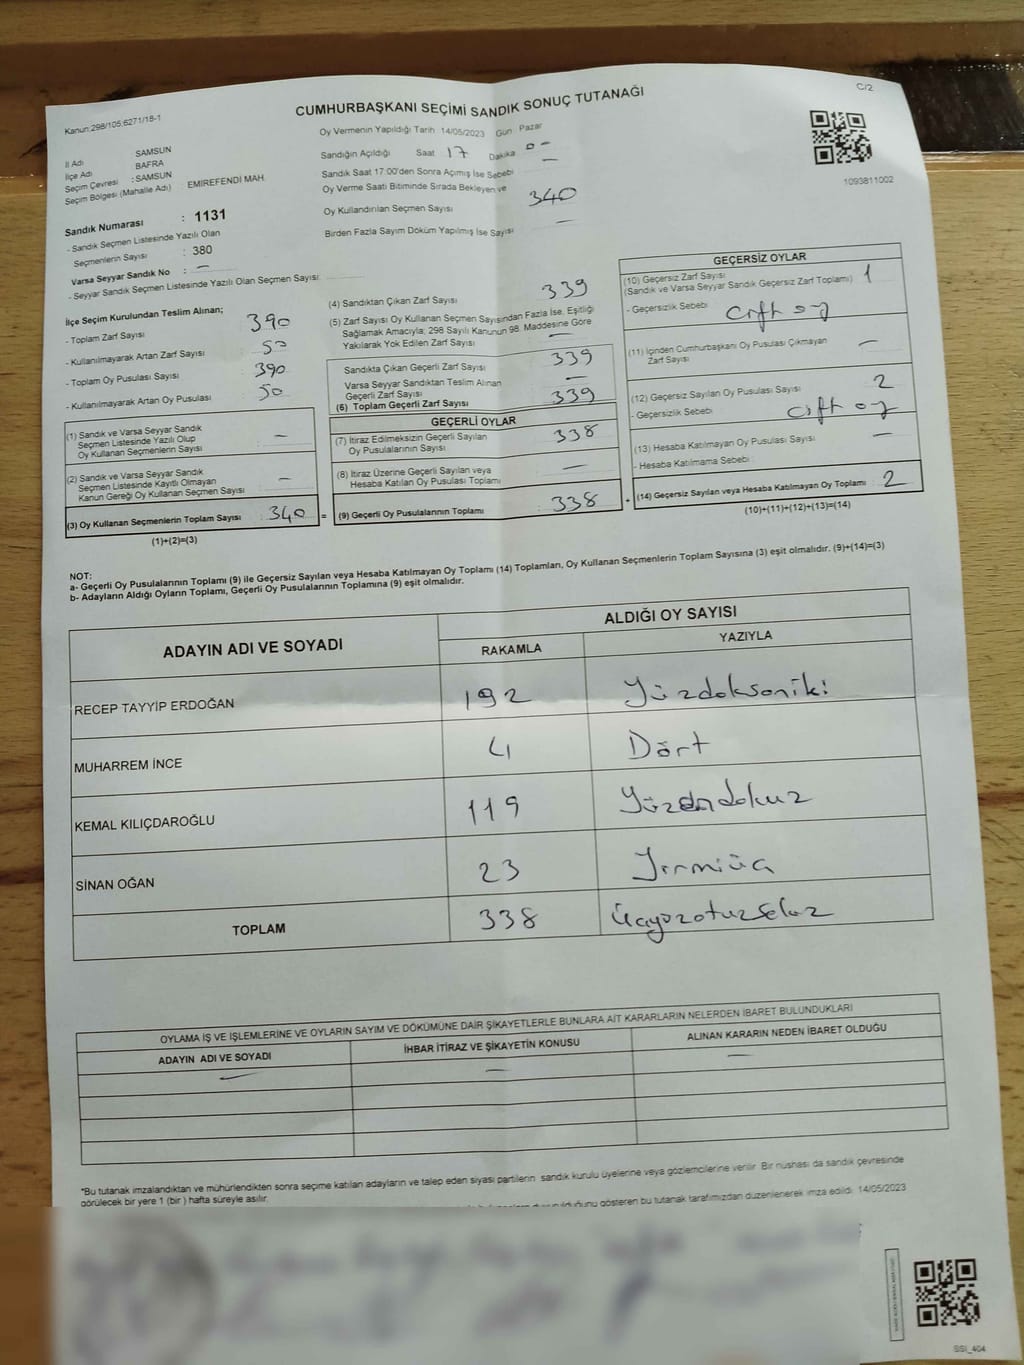 C/2
Kanun:298/105,6271/18-1
CUMHURBAŞKANI SEÇİMİ SANDIK SONUÇ TUTANAĞI
Oy Vermenin Yapıldığı Tarih 14/05/2023 Gün: Pazar
İl Adı SAMSUN
İlçe Adı BAFRA
Seçim Çevresi : SAMSUN
Seçim Bölgesi (Mahalle Adı) EMİREFENDİ MAH.
Sandık Numarası : 1131
- Sandık Seçmen Listesinde Yazılı Olan
Seçmenlerin Sayısı : 380
Varsa Seyyar Sandık No : —
- Seyyar Sandık Seçmen Listesinde Yazılı Olan Seçmen Sayısı:
Sandığın Açıldığı Saat 17 Dakika 0 -
Sandık Saat 17:00'den Sonra Açımış İse Sebebi —
Oy Verme Saati Bitiminde Sırada Bekleyen ve
Oy Kullandırılan Seçmen Sayısı 340
Birden Fazla Sayım Döküm Yapılmış İse Sayısı —
1093811002
İlçe Seçim Kurulundan Teslim Alınan;
- Toplam Zarf Sayısı 390
- Kullanılmayarak Artan Zarf Sayısı 50
- Toplam Oy Pusulası Sayısı 390
- Kullanılmayarak Artan Oy Pusulası 50
(1) Sandık ve Varsa Seyyar Sandık
Seçmen Listesinde Yazılı Olup
Oy Kullanan Seçmenlerin Sayısı —
(2) Sandık ve Varsa Seyyar Sandık
Seçmen Listesinde Kayıtlı Olmayan
Kanun Gereği Oy Kullanan Seçmen Sayısı —
(3) Oy Kullanan Seçmenlerin Toplam Sayısı : 340 =
(1)+(2)=(3)
(4) Sandıktan Çıkan Zarf Sayısı 339
(5) Zarf Sayısı Oy Kullanan Seçmen Sayısından Fazla İse, Eşitliği
Sağlamak Amacıyla; 298 Sayılı Kanunun 98. Maddesine Göre
Yakılarak Yok Edilen Zarf Sayısı —
Sandıkta Çıkan Geçerli Zarf Sayısı 339
Varsa Seyyar Sandıktan Teslim Alınan
Geçerli Zarf Sayısı —
(6) Toplam Geçerli Zarf Sayısı 339
GEÇERLİ OYLAR
(7) İtiraz Edilmeksizin Geçerli Sayılan
Oy Pusulalarının Sayısı 338
(8) İtiraz Üzerine Geçerli Sayılan veya
Hesaba Katılan Oy Pusulası Toplamı —
(9) Geçerli Oy Pusulalarının Toplamı : 338 +
GEÇERSİZ OYLAR
(10) Geçersiz Zarf Sayısı
(Sandık ve Varsa Seyyar Sandık Geçersiz Zarf Toplamı) 1
- Geçersizlik Sebebi çift oy
(11) İçinden Cumhurbaşkanı Oy Pusulası Çıkmayan
Zarf Sayısı —
(12) Geçersiz Sayılan Oy Pusulası Sayısı 2
- Geçersizlik Sebebi çift oy
(13) Hesaba Katılmayan Oy Pusulası Sayısı —
- Hesaba Katılmama Sebebi :
(14) Geçersiz Sayılan veya Hesaba Katılmayan Oy Toplamı 2
(10)+(11)+(12)+(13)=(14)
NOT:
a- Geçerli Oy Pusulalarının Toplamı (9) ile Geçersiz Sayılan veya Hesaba Katılmayan Oy Toplamı (14) Toplamları, Oy Kullanan Seçmenlerin Toplam Sayısına (3) eşit olmalıdır. (9)+(14)=(3)
b- Adayların Aldığı Oyların Toplamı, Geçerli Oy Pusulalarının Toplamına (9) eşit olmalıdır.
ADAYIN ADI VE SOYADI ALDIĞI OY SAYISI
RAKAMLA YAZIYLA
RECEP TAYYİP ERDOĞAN 192 Yüzdoksaniki
MUHARREM İNCE 4 Dört
KEMAL KILIÇDAROĞLU 119 Yüzondokuz
SİNAN OĞAN 23 Yirmiüç
TOPLAM 338 Üçyüzotuzsekiz
OYLAMA İŞ VE İŞLEMLERİNE VE OYLARIN SAYIM VE DÖKÜMÜNE DAİR ŞİKAYETLERLE BUNLARA AİT KARARLARIN NELERDEN İBARET BULUNDUKLARI
ADAYIN ADI VE SOYADI İHBAR İTİRAZ VE ŞİKAYETİN KONUSU ALINAN KARARIN NEDEN İBARET OLDUĞU
— — —
*Bu tutanak imzalandıktan ve mühürlendikten sonra seçime katılan adayların ve talep eden siyasi partilerin sandık kurulu üyelerine veya gözlemcilerine verilir. Bir nüshası da sandık çevresinde
görülecek bir yere 1 (bir) hafta süreyle asılır.
gösteren bu tutanak tarafımızdan düzenlenerek imza edildi. 14/05/2023
SSI_404